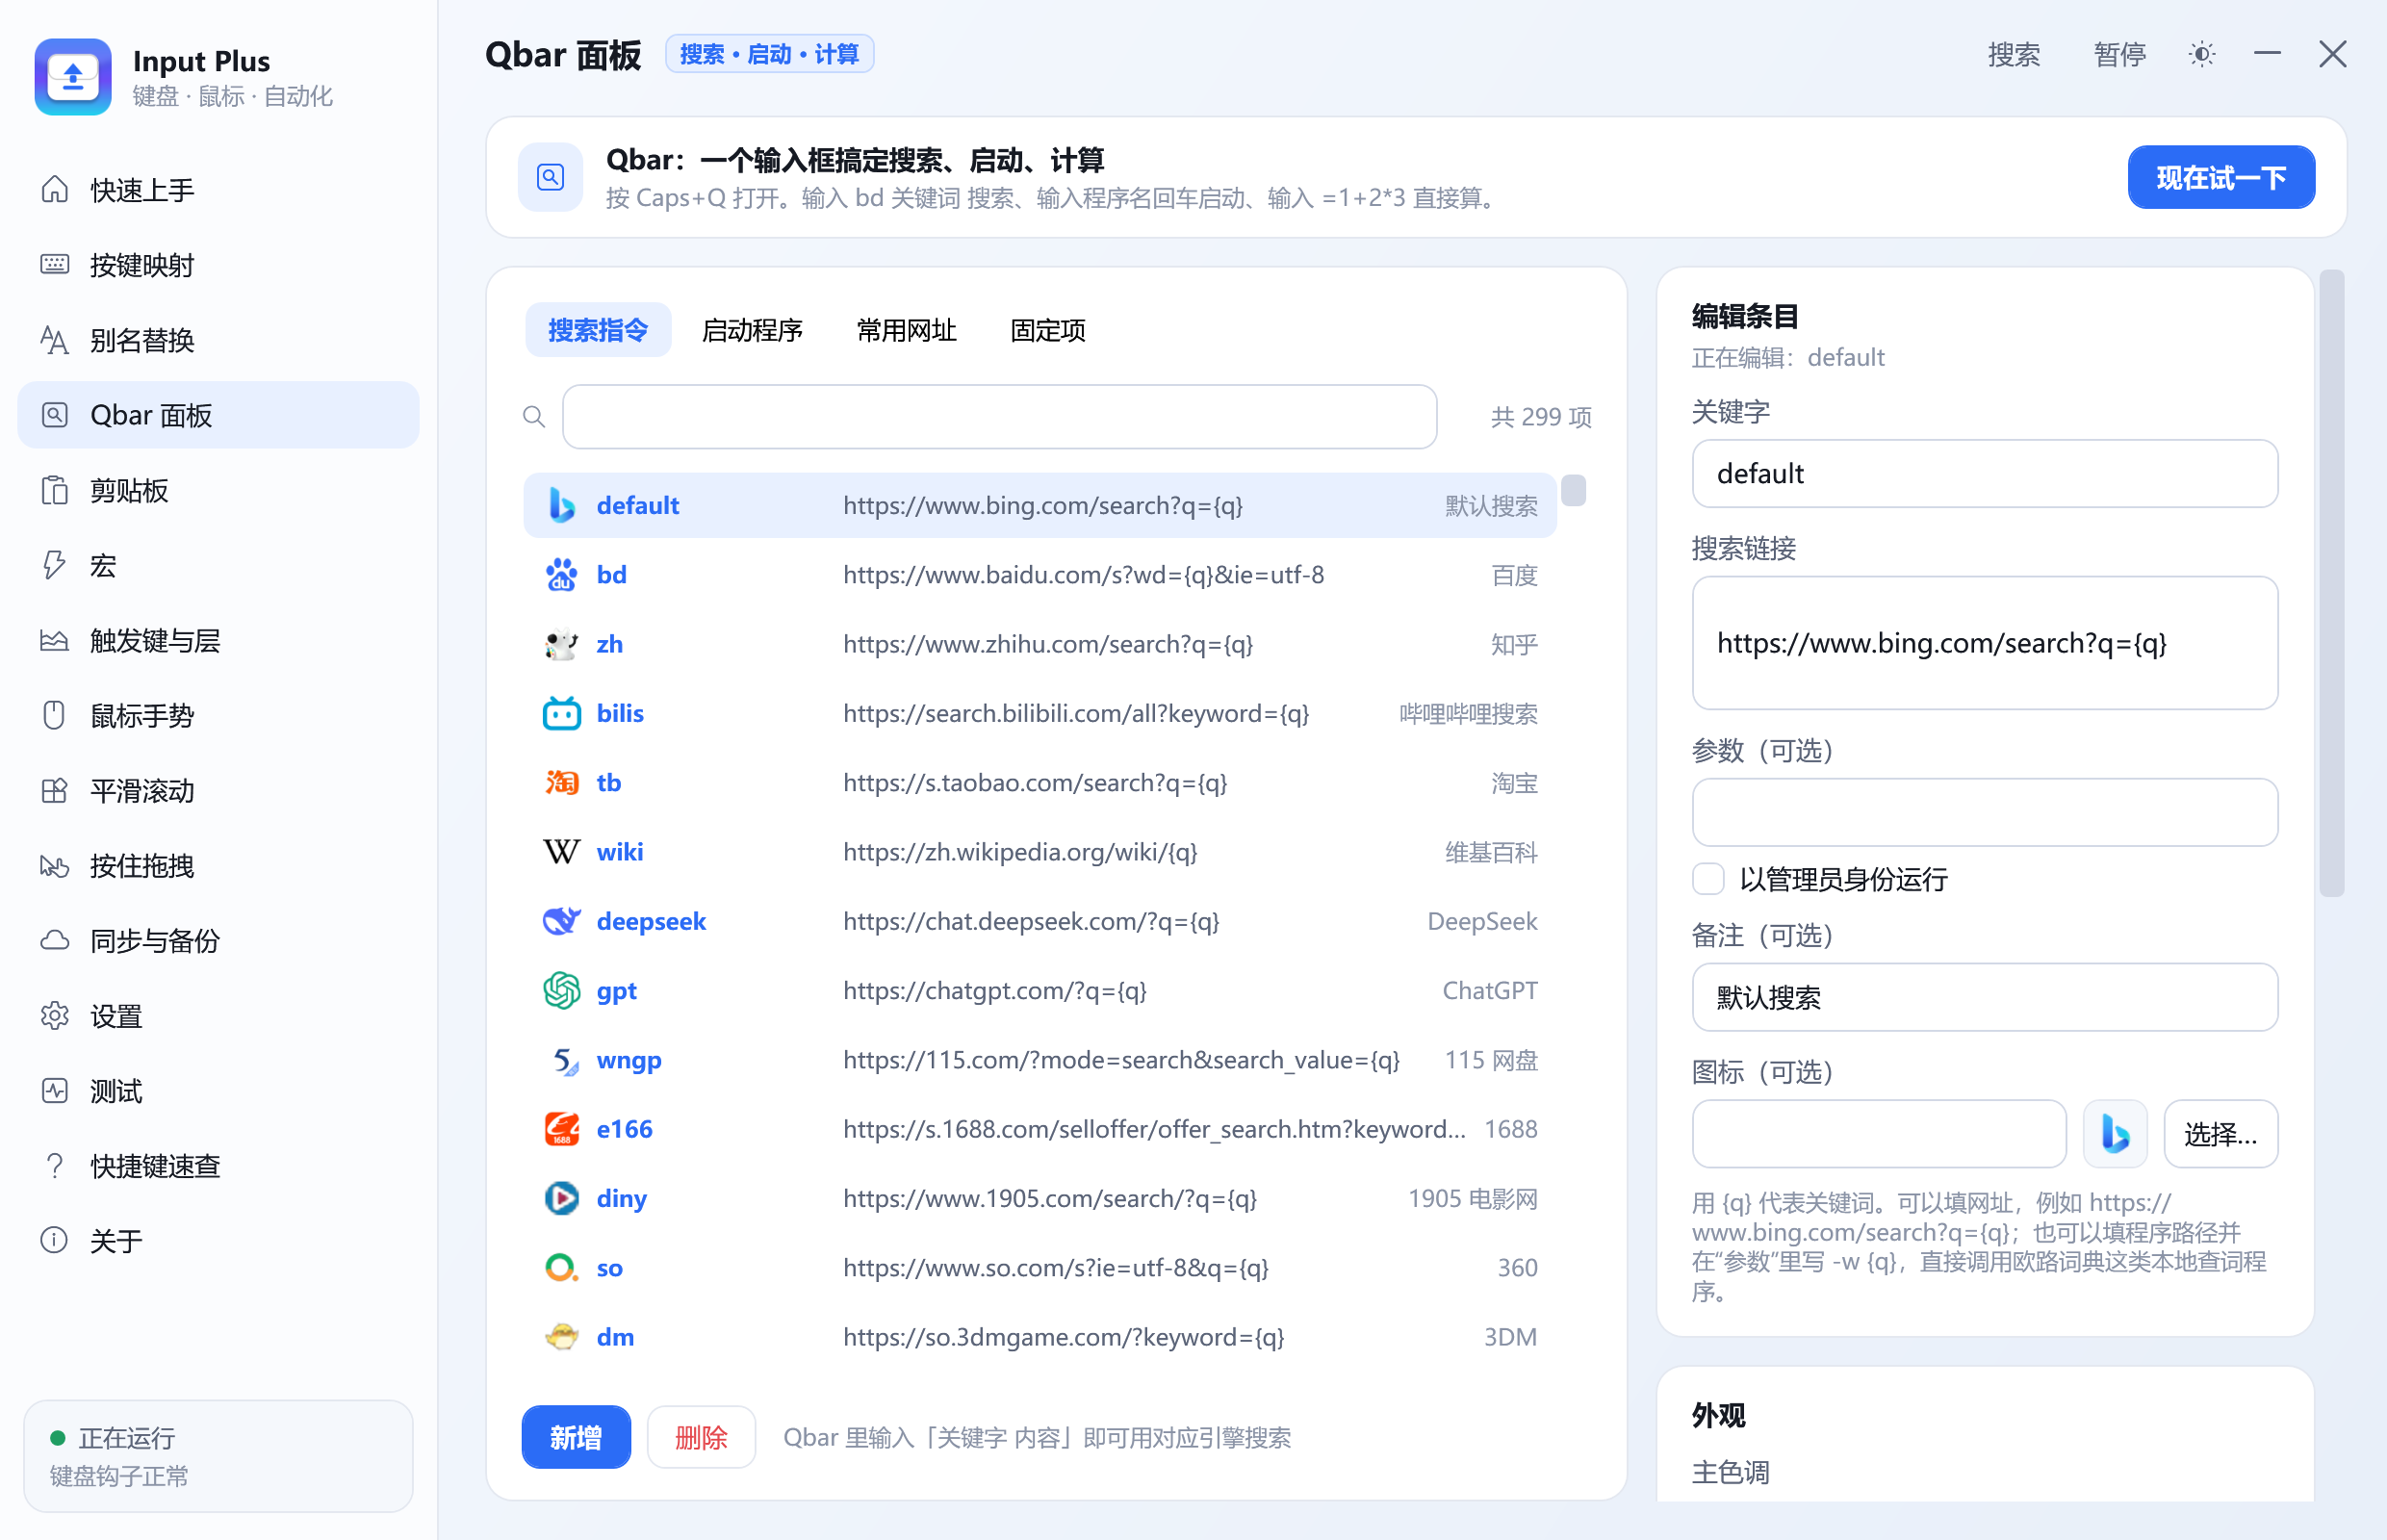 Input Plus
键盘 · 鼠标 · 自动化
快速上手
按键映射
别名替换
Qbar 面板
剪贴板
宏
触发键与层
鼠标手势
平滑滚动
按住拖拽
同步与备份
设置
测试
快捷键速查
关于
正在运行
键盘钩子正常
Qbar 面板
搜索 • 启动 • 计算
搜索
暂停
Qbar：一个输入框搞定搜索、启动、计算
按 Caps+Q 打开。输入 bd 关键词 搜索、输入程序名回车启动、输入 =1+2*3 直接算。
现在试一下
搜索指令 启动程序 常用网址 固定项
共 299 项
default https://www.bing.com/search?q={q} 默认搜索
bd https://www.baidu.com/s?wd={q}&ie=utf-8 百度
zh https://www.zhihu.com/search?q={q} 知乎
bilis https://search.bilibili.com/all?keyword={q} 哔哩哔哩搜索
淘 tb https://s.taobao.com/search?q={q} 淘宝
W wiki https://zh.wikipedia.org/wiki/{q} 维基百科
deepseek https://chat.deepseek.com/?q={q} DeepSeek
gpt https://chatgpt.com/?q={q} ChatGPT
wngp https://115.com/?mode=search&search_value={q} 115 网盘
e166 https://s.1688.com/selloffer/offer_search.htm?keyword... 1688
diny https://www.1905.com/search/?q={q} 1905 电影网
so https://www.so.com/s?ie=utf-8&q={q} 360
dm https://so.3dmgame.com/?keyword={q} 3DM
新增
删除
Qbar 里输入「关键字 内容」即可用对应引擎搜索
编辑条目
正在编辑：default
关键字
default
搜索链接
https://www.bing.com/search?q={q}
参数（可选）
以管理员身份运行
备注（可选）
默认搜索
图标（可选）
选择...
用 {q} 代表关键词。可以填网址，例如 https://
www.bing.com/search?q={q}；也可以填程序路径并
在“参数”里写 -w {q}，直接调用欧路词典这类本地查词程
序。
外观
主色调